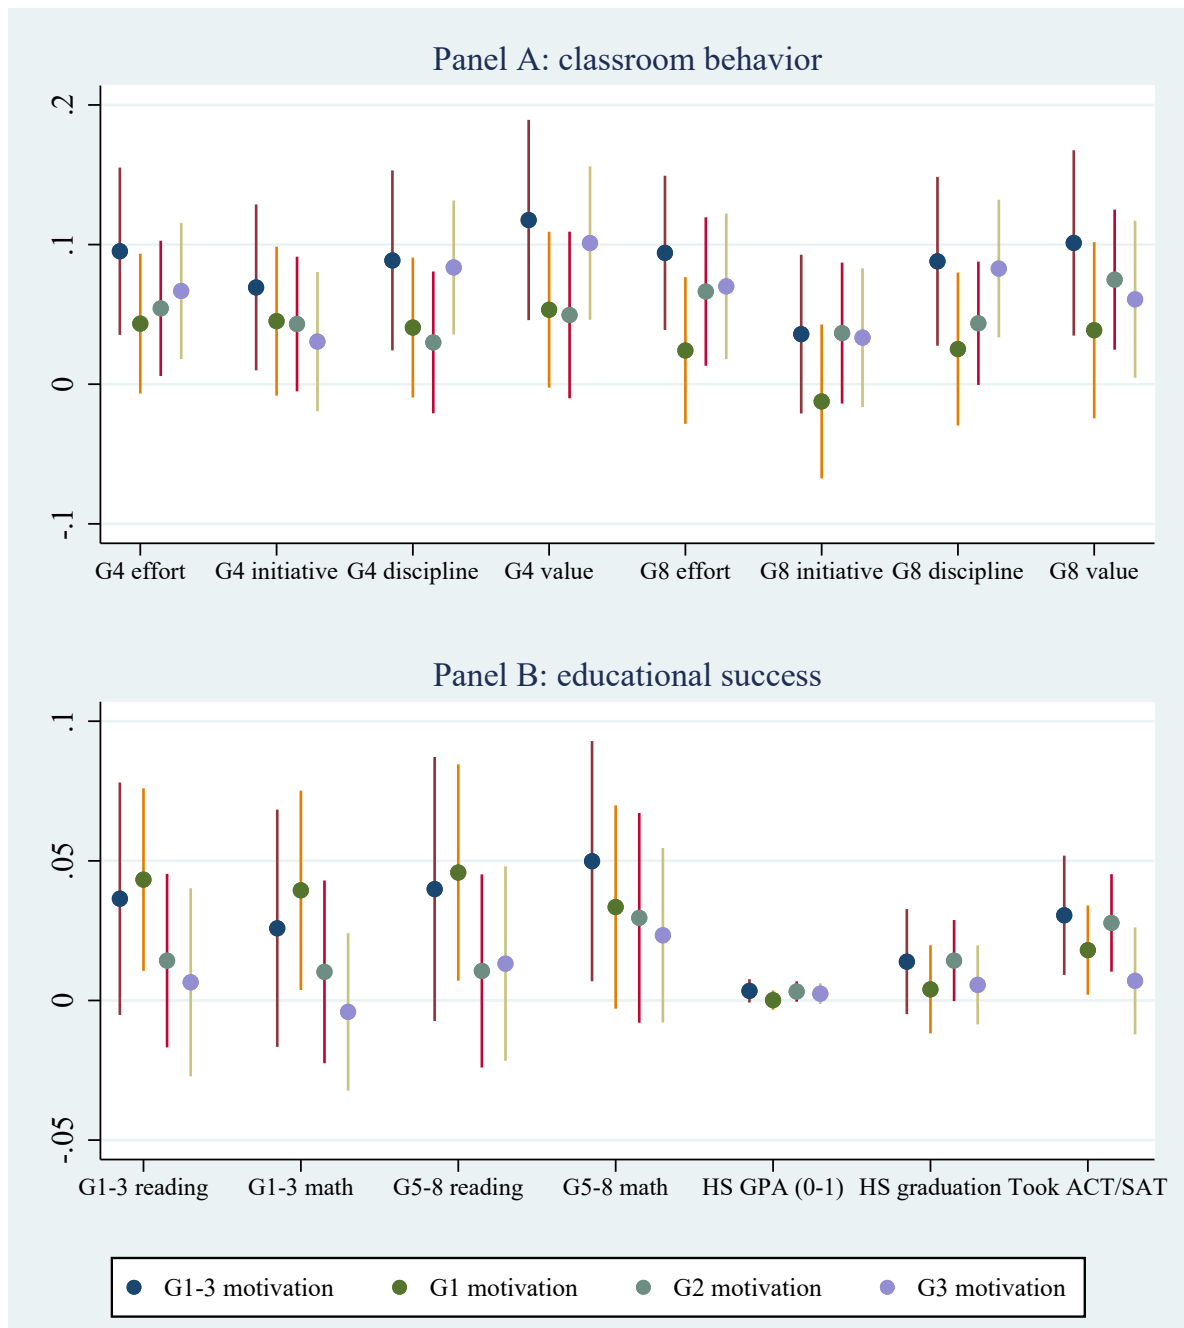 Panel A: classroom behavior
.2
.1
0
-.1
G4 effort G4 initiative G4 discipline G4 value G8 effort G8 initiative G8 discipline G8 value
Panel B: educational success
.1
.05
0
-.05
G1-3 reading G1-3 math G5-8 reading G5-8 math HS GPA (0-1) HS graduation Took ACT/SAT
G1-3 motivation G1 motivation G2 motivation G3 motivation